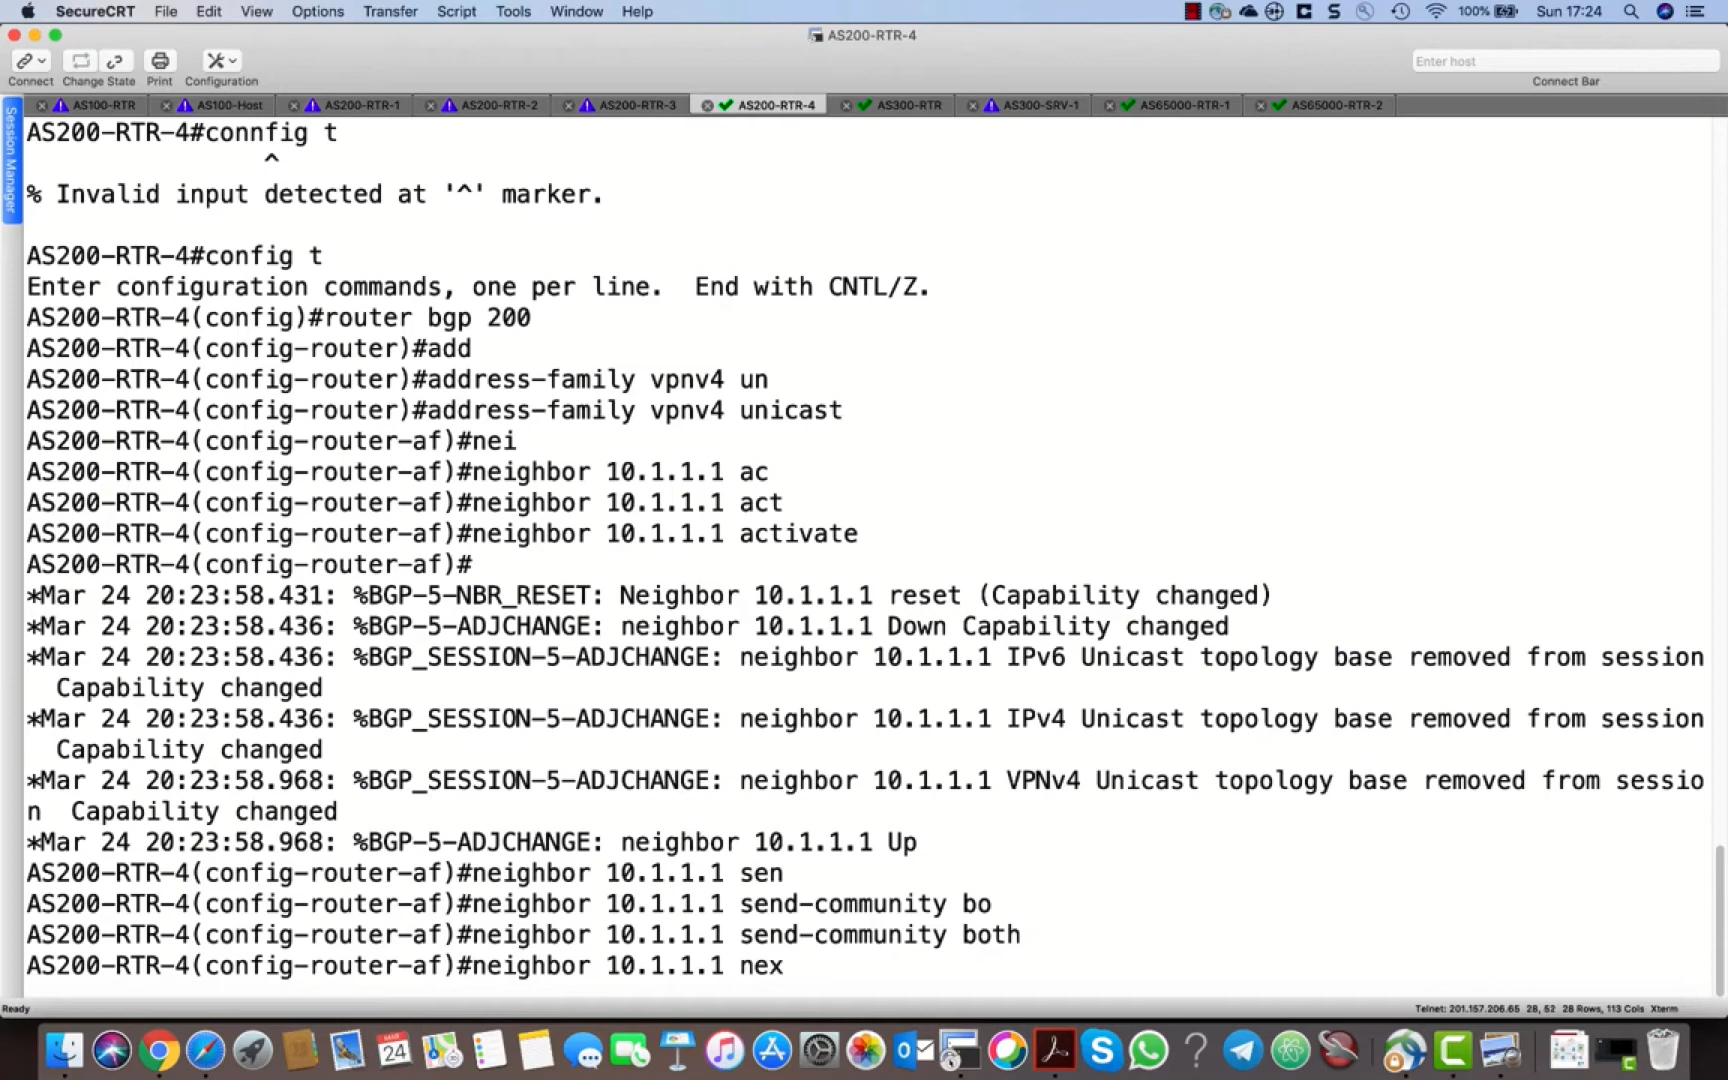 SecureCRT File Edit View Options Transfer Script Tools Window Help 100% Sun 17:24
AS200-RTR-4
Connect Change State Print Configuration
Enter host
Connect Bar
AS100-RTR AS100-Host AS200-RTR-1 AS200-RTR-2 AS200-RTR-3 AS200-RTR-4 AS300-RTR AS300-SRV-1 AS65000-RTR-1 AS65000-RTR-2
Session Manager
AS200-RTR-4#connfig t
^
% Invalid input detected at '^' marker.
AS200-RTR-4#config t
Enter configuration commands, one per line.  End with CNTL/Z.
AS200-RTR-4(config)#router bgp 200
AS200-RTR-4(config-router)#add
AS200-RTR-4(config-router)#address-family vpnv4 un
AS200-RTR-4(config-router)#address-family vpnv4 unicast
AS200-RTR-4(config-router-af)#nei
AS200-RTR-4(config-router-af)#neighbor 10.1.1.1 ac
AS200-RTR-4(config-router-af)#neighbor 10.1.1.1 act
AS200-RTR-4(config-router-af)#neighbor 10.1.1.1 activate
AS200-RTR-4(config-router-af)#
*Mar 24 20:23:58.431: %BGP-5-NBR_RESET: Neighbor 10.1.1.1 reset (Capability changed)
*Mar 24 20:23:58.436: %BGP-5-ADJCHANGE: neighbor 10.1.1.1 Down Capability changed
*Mar 24 20:23:58.436: %BGP_SESSION-5-ADJCHANGE: neighbor 10.1.1.1 IPv6 Unicast topology base removed from session
Capability changed
*Mar 24 20:23:58.436: %BGP_SESSION-5-ADJCHANGE: neighbor 10.1.1.1 IPv4 Unicast topology base removed from session
Capability changed
*Mar 24 20:23:58.968: %BGP_SESSION-5-ADJCHANGE: neighbor 10.1.1.1 VPNv4 Unicast topology base removed from sessio
n  Capability changed
*Mar 24 20:23:58.968: %BGP-5-ADJCHANGE: neighbor 10.1.1.1 Up
AS200-RTR-4(config-router-af)#neighbor 10.1.1.1 sen
AS200-RTR-4(config-router-af)#neighbor 10.1.1.1 send-community bo
AS200-RTR-4(config-router-af)#neighbor 10.1.1.1 send-community both
AS200-RTR-4(config-router-af)#neighbor 10.1.1.1 nex
Ready
Telnet: 201.157.206.65 28, 52 28 Rows, 113 Cols Xterm
24